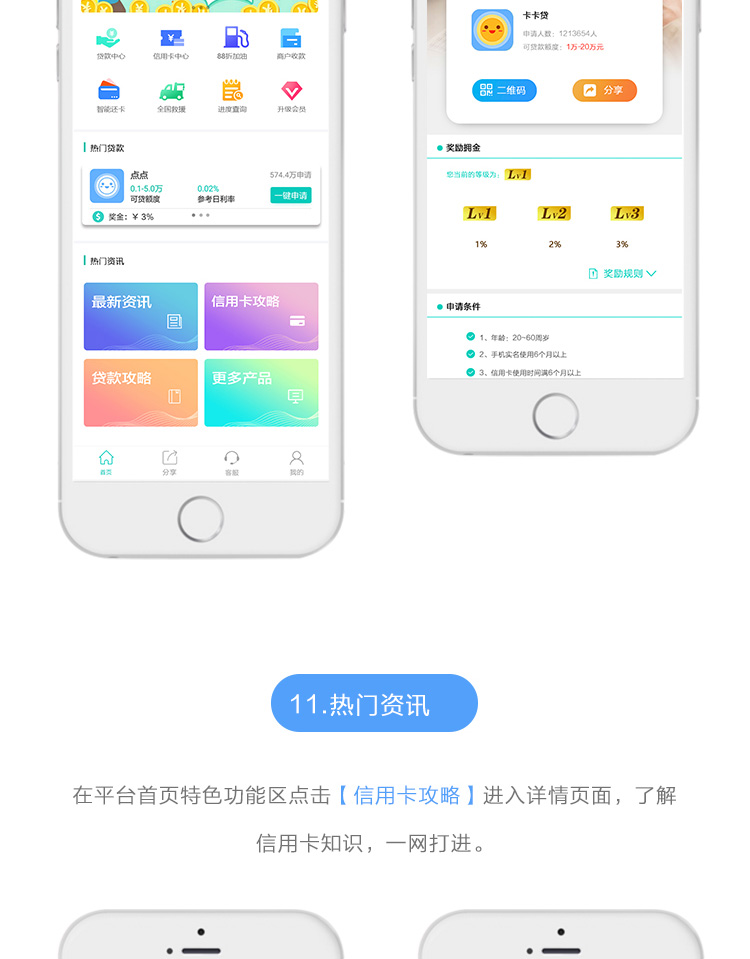 贷款中心 信用卡中心 88折加油 商户收款
智能还卡 全国救援 进度查询 升级会员
热门贷款
点点 574.4万申请
0.1-5.0万 0.02%
可贷额度 参考日利率 一键申请
$ 奖金：￥3%
热门资讯
最新资讯 信用卡攻略
贷款攻略 更多产品
首页 分享 客服 我的
卡卡贷
申请人数：1213654人
可贷款额度：1万-20万元
二维码 分享
奖励拥金
您当前的等级为： Lv1
Lv1 Lv2 Lv3
1% 2% 3%
奖励规则
申请条件
1、年龄：20~60周岁
2、手机实名使用6个月以上
3、信用卡使用时间满6个月以上
11.热门资讯
在平台首页特色功能区点击【信用卡攻略】进入详情页面，了解
信用卡知识，一网打进。